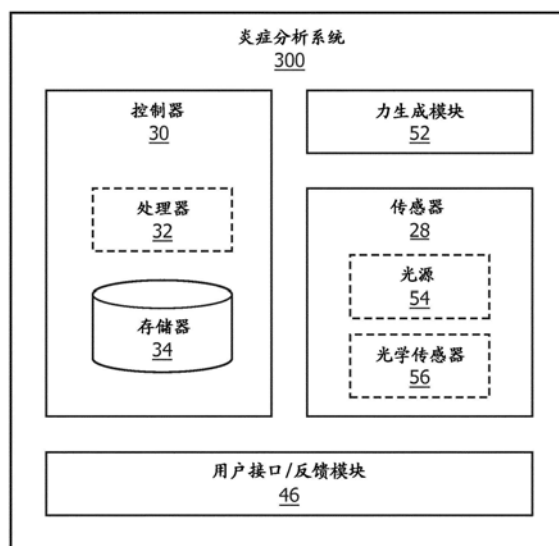 炎症分析系统
300
控制器
30
处理器
32
存储器
34
力生成模块
52
传感器
28
光源
54
光学传感器
56
用户接口/反馈模块
46